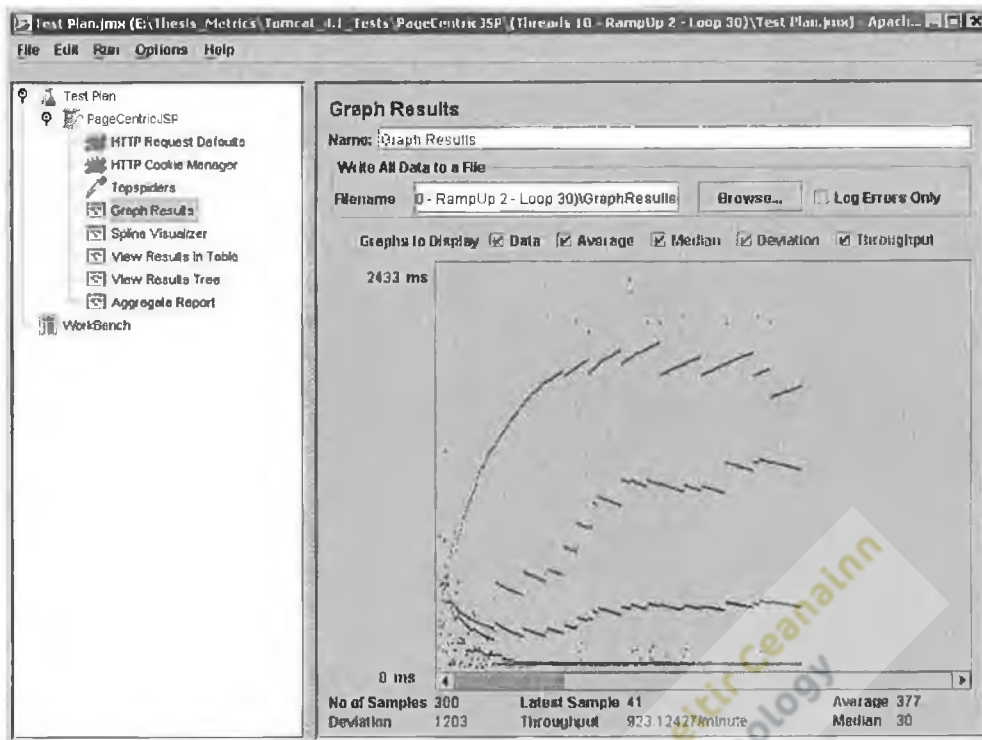 Test Plan.jmx (E:\Thesis_Metrics\Tomcat_4.1_Tests\PageCentricJSP\(Threads 10 - RampUp 2 - Loop 30)\Test Plan.jmx) - Apach...
File Edit Run Options Help
Test Plan
PageCentricJSP
HTTP Request Defaults
HTTP Cookie Manager
Topspiders
Graph Results
Spline Visualizer
View Results in Table
View Results Tree
Aggregate Report
WorkBench
Graph Results
Name: Graph Results
Write All Data to a File
Filename 0 - RampUp 2 - Loop 30)\GraphResults Browse... Log Errors Only
Graphs to Display Data Average Median Deviation Throughput
2433 ms
0 ms
No of Samples 300 Latest Sample 41 Average 377
Deviation 1203 Throughput 923.12427/minute Median 30
eitir Ceanainn
ology